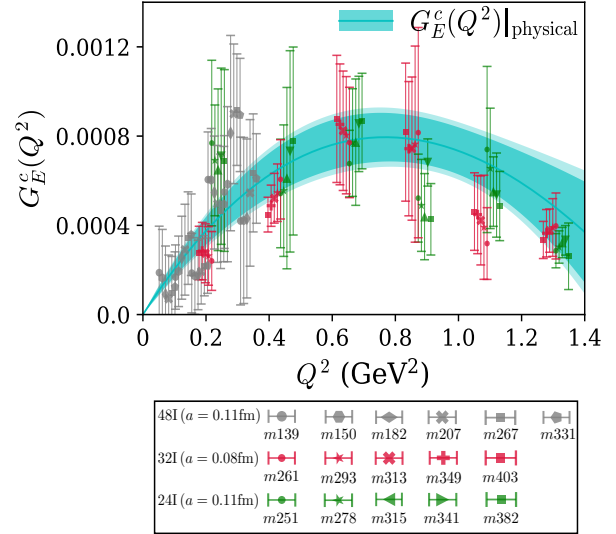 G_E^c(Q^2)|_physical
0.0012
0.0008
0.0004
0.0
G_E^c(Q^2)
0 0.2 0.4 0.6 0.8 1.0 1.2 1.4
Q^2 (GeV^2)
48I (a = 0.11fm)
m139 m150 m182 m207 m267 m331
32I (a = 0.08fm)
m261 m293 m313 m349 m403
24I (a = 0.11fm)
m251 m278 m315 m341 m382